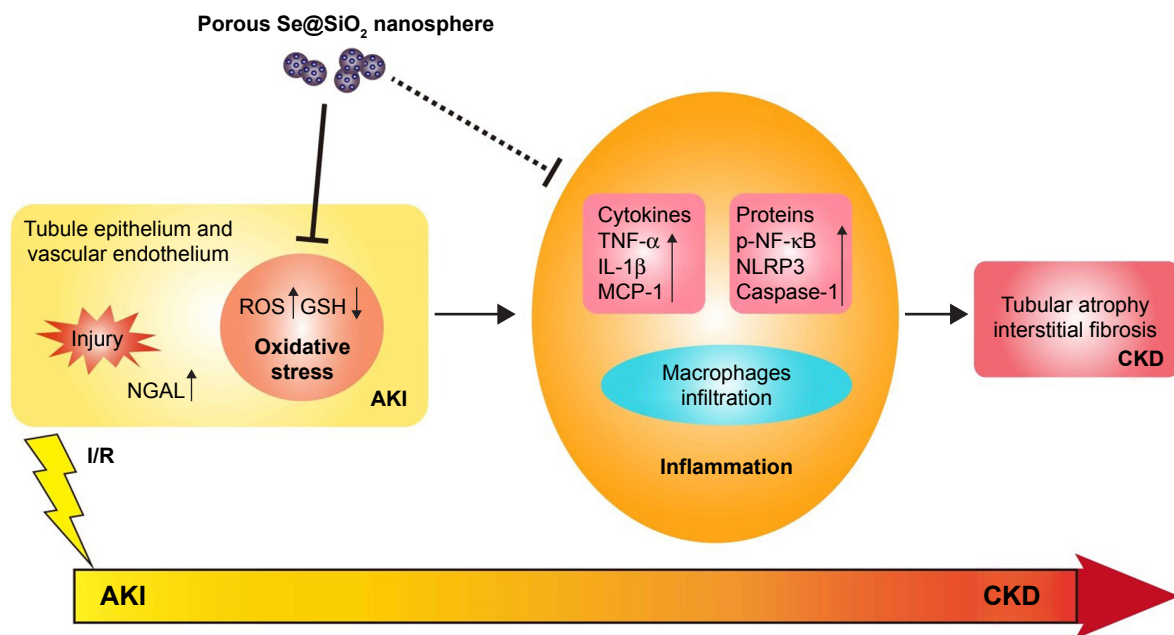 Porous Se@SiO₂ nanosphere
Tubule epithelium and
vascular endothelium
ROS↑GSH↓
Oxidative
stress
Injury
NGAL↑
AKI
I/R
Cytokines
TNF-α
IL-1β
MCP-1
Proteins
p-NF-κB
NLRP3
Caspase-1
Macrophages
infiltration
Inflammation
Tubular atrophy
interstitial fibrosis
CKD
AKI
CKD